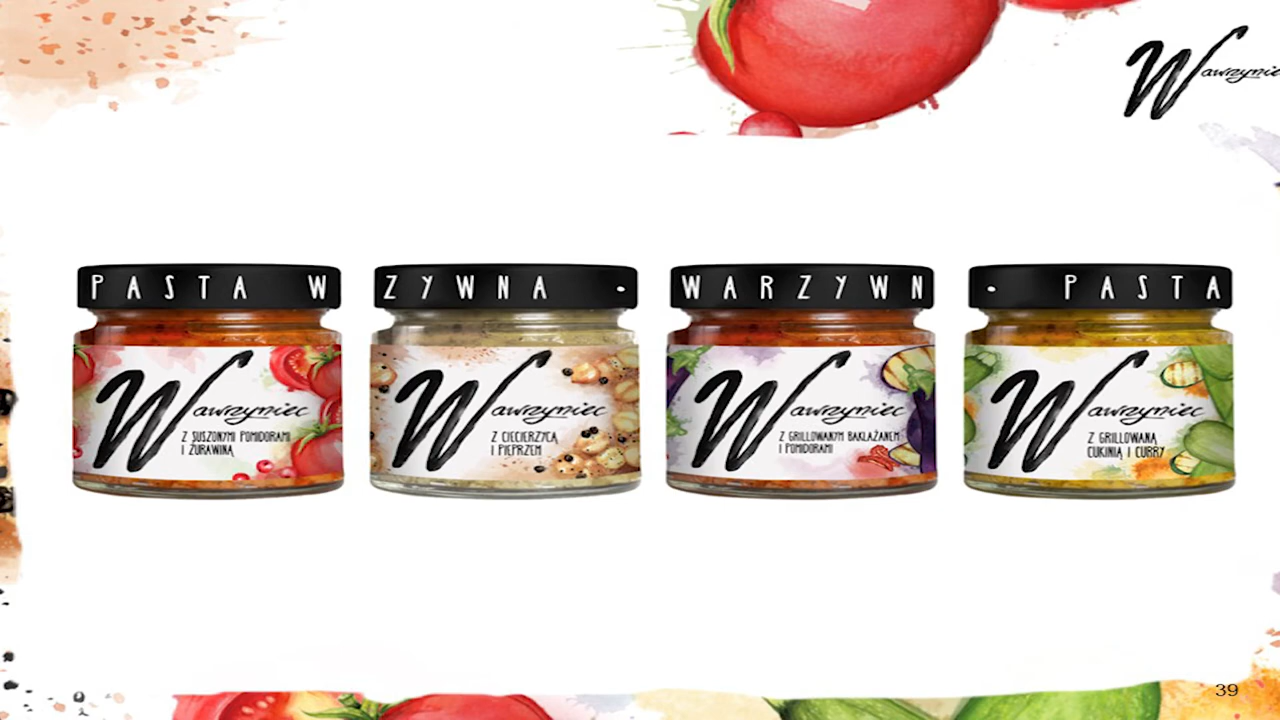 Wawrzynie
PASTA W
ZYWNA •
WARZYWN
• PASTA
Wawrzyniec
Z SUSZONYMI POMIDORAMI
I ŻURAWINĄ
Wawrzyniec
Z CIECIERZYCĄ
I PIEPRZEM
Wawrzyniec
Z GRILLOWANYM BAKŁAŻANEM
I POMIDORAMI
Wawrzyniec
Z GRILLOWANĄ
CUKINIĄ I CURRY
39